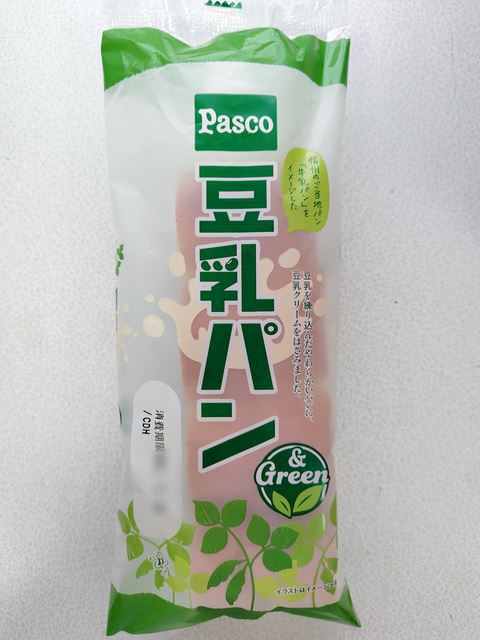 Pasco
信州のご当地パン
「牛乳パン」を
イメージした
豆乳パン
豆乳を練り込んだやわらかいパンに、
豆乳クリームをはさみました。
消費期限
/CDH
&
Green
イラストはイメージです